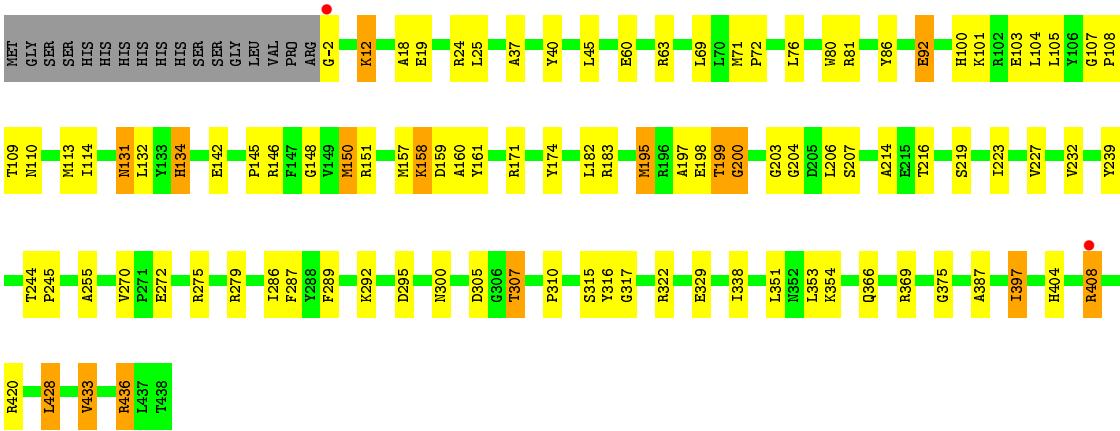 MET GLY SER SER HIS HIS HIS HIS HIS HIS SER SER GLY LEU VAL PRO ARG G-2 K12 A18 E19 R24 L25 A37 Y40 L45 E60 R63 L69 L70 M71 P72 L76 W80 R81 Y86 E92 H100 K101 R102 E103 L104 L105 Y106 G107 P108
T109 N110 M113 I114 N131 L132 Y133 H134 E142 P145 R146 F147 G148 V149 M150 R151 M157 K158 D159 A160 Y161 R171 Y174 L182 R183 M195 R196 A197 E198 T199 G200 G203 G204 D205 L206 S207 A214 E215 T216 S219 I223 V227 V232 Y239
T244 P245 A255 V270 P271 E272 R275 R279 I286 F287 Y288 F289 K292 D295 N300 D305 G306 T307 P310 S315 Y316 G317 R322 E329 I338 L351 N352 L353 K354 Q366 R369 G375 A387 I397 H404 R408
R420 L428 V433 R436 L437 T438